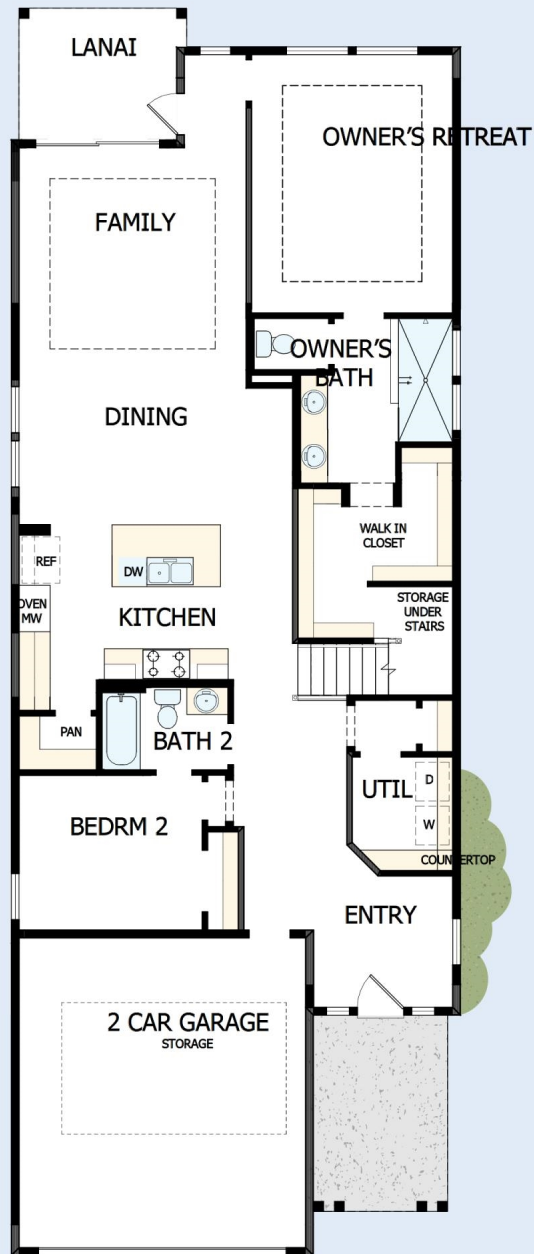 LANAI
OWNER'S RETREAT
FAMILY
OWNER'S
BATH
DINING
WALK IN
CLOSET
REF
DW
OVEN
MW
STORAGE
UNDER
STAIRS
KITCHEN
PAN
BATH 2
UTIL
D
W
BEDRM 2
COUNTERTOP
ENTRY
2 CAR GARAGE
STORAGE